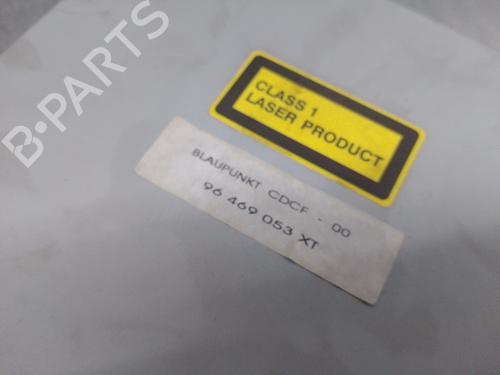 B-PARTS
CLASS 1
LASER PRODUCT
BLAUPUNKT CDCF - 00
96 469 053 XT